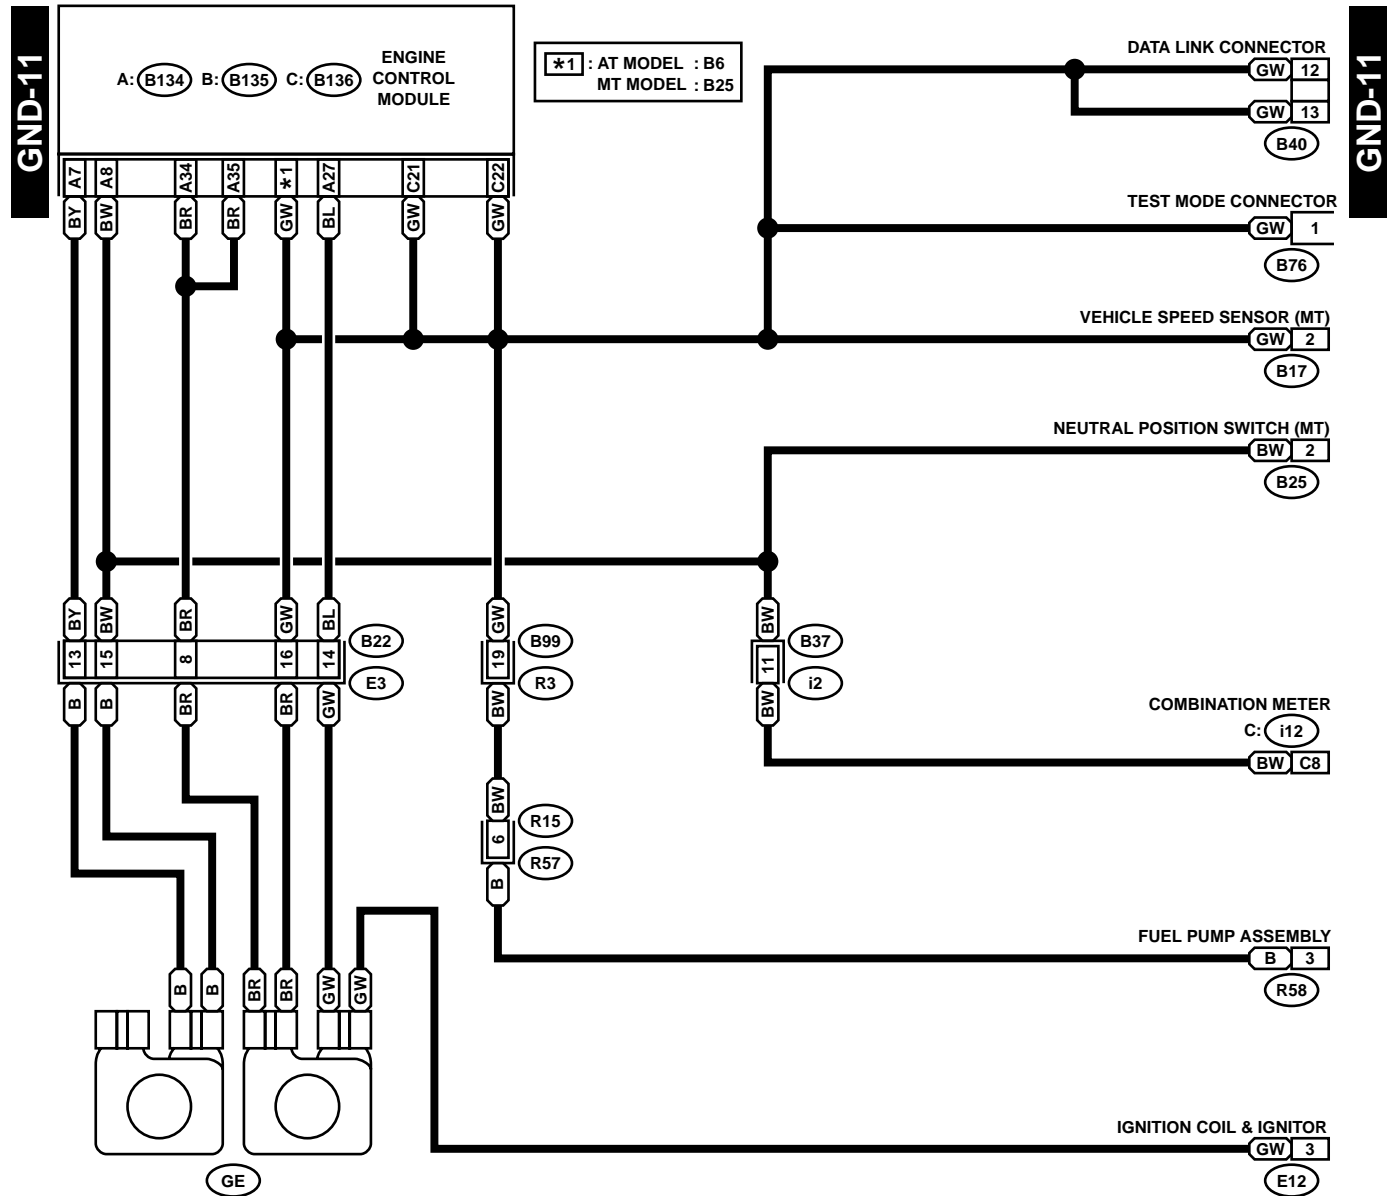 GND-11
GND-11
A: B134 B: B135 C: B136
ENGINE
CONTROL
MODULE
*1 : AT MODEL : B6
MT MODEL : B25
A7 A8 A34 A35 *1 A27 C21 C22
BY BW BR BR GW BL GW GW
DATA LINK CONNECTOR
GW 12
GW 13
B40
TEST MODE CONNECTOR
GW 1
B76
VEHICLE SPEED SENSOR (MT)
GW 2
B17
NEUTRAL POSITION SWITCH (MT)
BW 2
B25
BY BW BR GW BL GW BW
13 15 8 16 14
B22
E3
19
B99
R3
11
B37
i2
B B BR BR GW BW BW
COMBINATION METER
C: i12
BW C8
BW
6
R15
R57
B
FUEL PUMP ASSEMBLY
B 3
R58
B B BR BR GW GW
GE
IGNITION COIL & IGNITOR
GW 3
E12